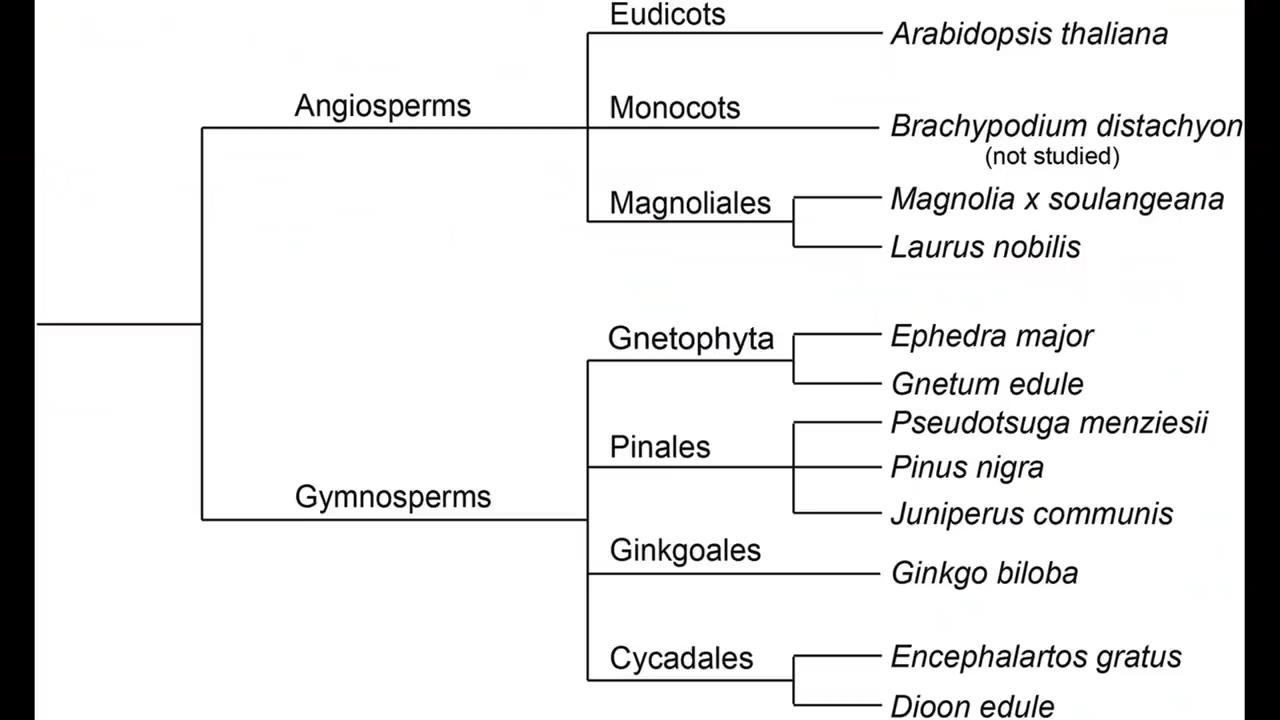 Eudicots
Arabidopsis thaliana
Angiosperms
Monocots
Brachypodium distachyon
(not studied)
Magnoliales
Magnolia x soulangeana
Laurus nobilis
Gnetophyta
Ephedra major
Gnetum edule
Pseudotsuga menziesii
Pinales
Pinus nigra
Gymnosperms
Juniperus communis
Ginkgoales
Ginkgo biloba
Cycadales
Encephalartos gratus
Dioon edule